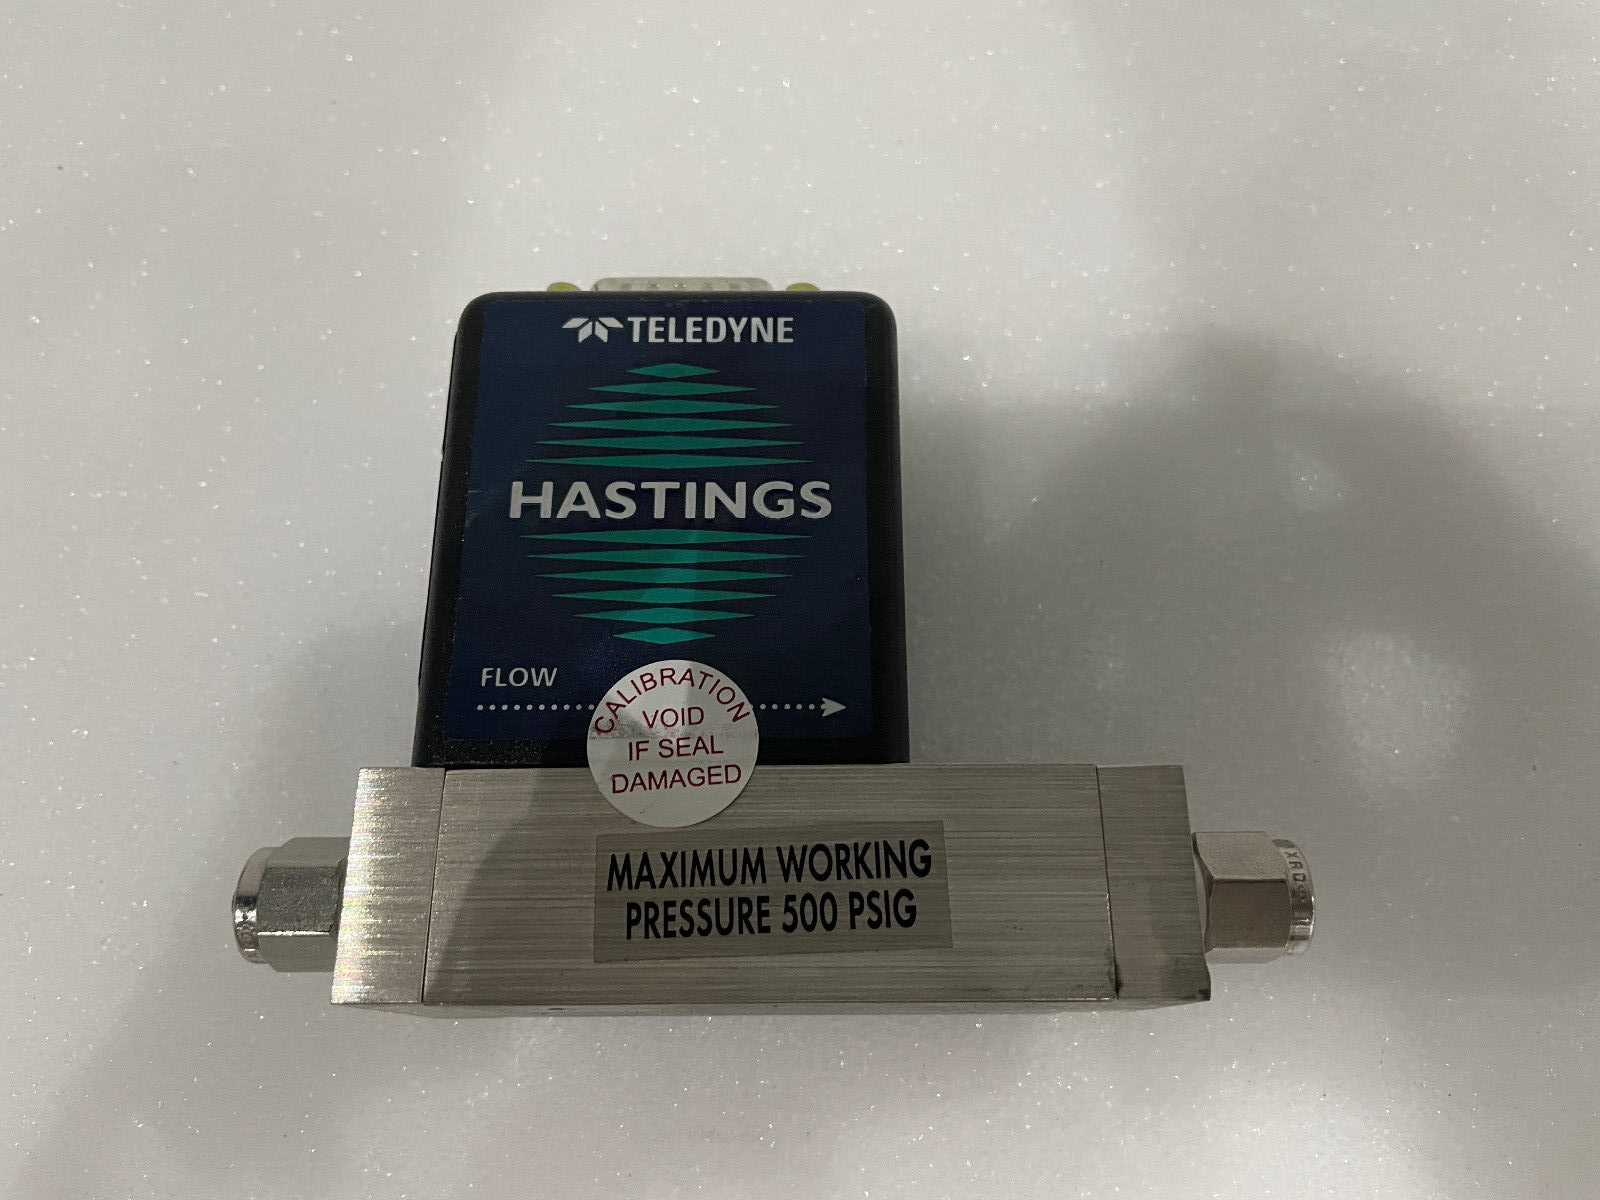 TELEDYNE
HASTINGS
FLOW
CALIBRATION
VOID
IF SEAL
DAMAGED
MAXIMUM WORKING
PRESSURE 500 PSIG